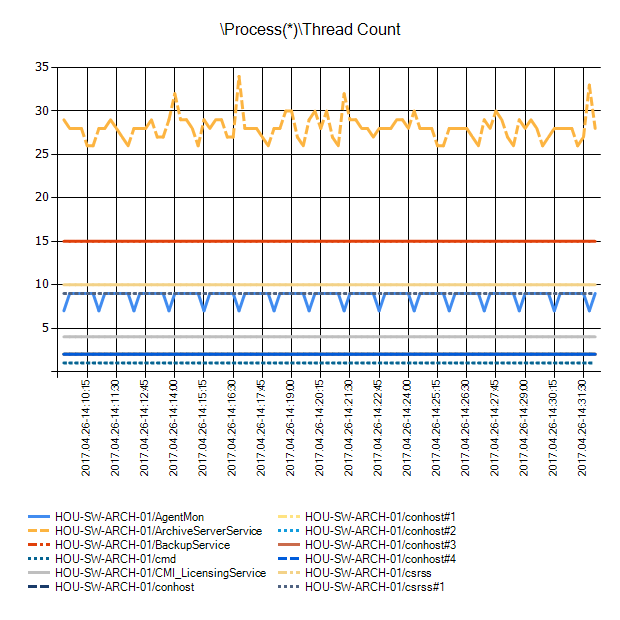 \Process(*)\Thread Count
35
30
25
20
15
10
5
2017.04.26-14:10:15
2017.04.26-14:11:30
2017.04.26-14:12:45
2017.04.26-14:14:00
2017.04.26-14:15:15
2017.04.26-14:16:30
2017.04.26-14:17:45
2017.04.26-14:19:00
2017.04.26-14:20:15
2017.04.26-14:21:30
2017.04.26-14:22:45
2017.04.26-14:24:00
2017.04.26-14:25:15
2017.04.26-14:26:30
2017.04.26-14:27:45
2017.04.26-14:29:00
2017.04.26-14:30:15
2017.04.26-14:31:30
HOU-SW-ARCH-01/AgentMon
HOU-SW-ARCH-01/ArchiveServerService
HOU-SW-ARCH-01/BackupService
HOU-SW-ARCH-01/cmd
HOU-SW-ARCH-01/CMI_LicensingService
HOU-SW-ARCH-01/conhost
HOU-SW-ARCH-01/conhost#1
HOU-SW-ARCH-01/conhost#2
HOU-SW-ARCH-01/conhost#3
HOU-SW-ARCH-01/conhost#4
HOU-SW-ARCH-01/csrss
HOU-SW-ARCH-01/csrss#1